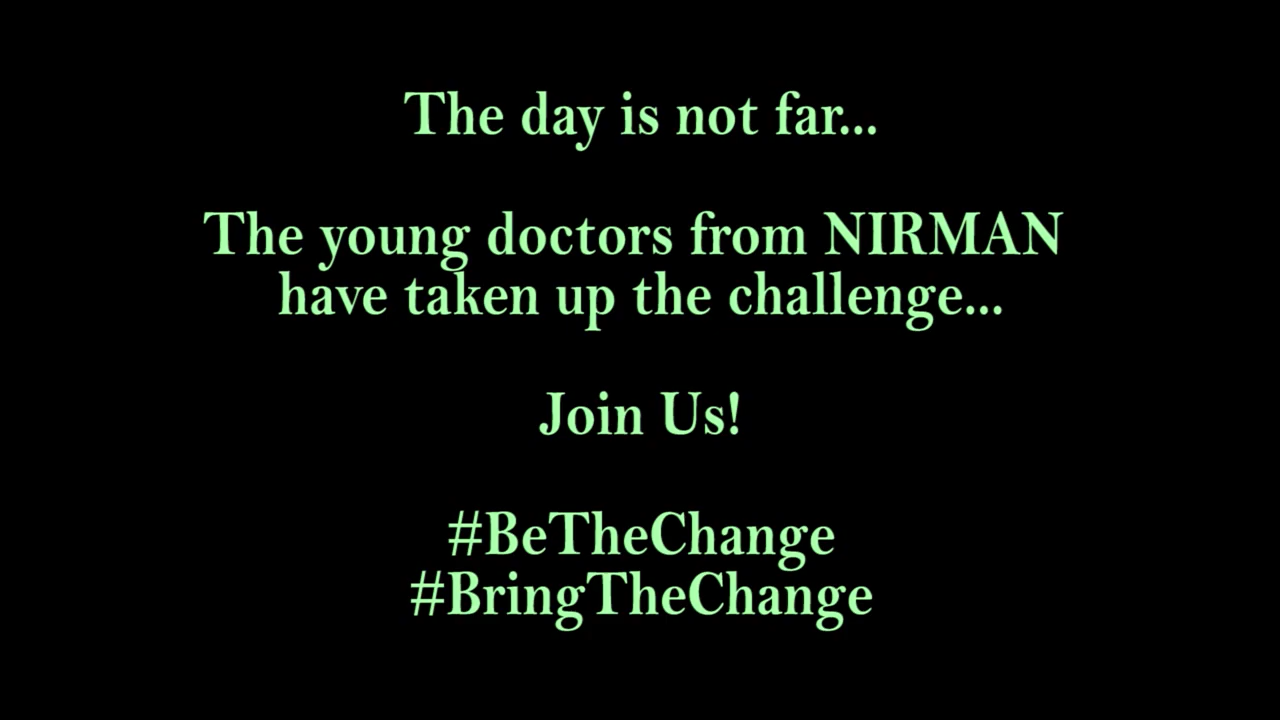 The day is not far...
The young doctors from NIRMAN
have taken up the challenge...
Join Us!
#BeTheChange
#BringTheChange